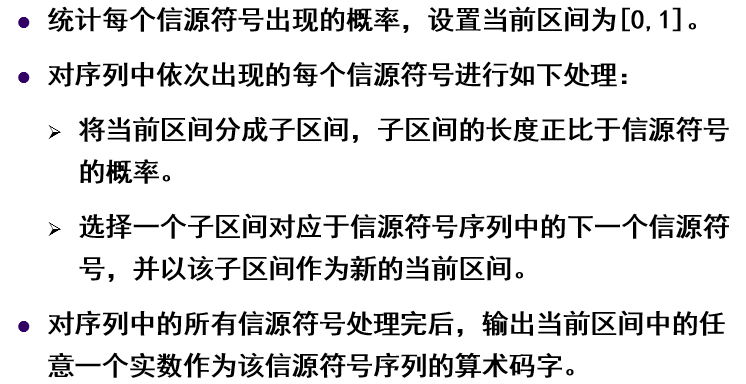 ● 统计每个信源符号出现的概率，设置当前区间为[0,1]。
● 对序列中依次出现的每个信源符号进行如下处理：
➢ 将当前区间分成子区间，子区间的长度正比于信源符号
的概率。
➢ 选择一个子区间对应于信源符号序列中的下一个信源符
号，并以该子区间作为新的当前区间。
● 对序列中的所有信源符号处理完后，输出当前区间中的任
意一个实数作为该信源符号序列的算术码字。